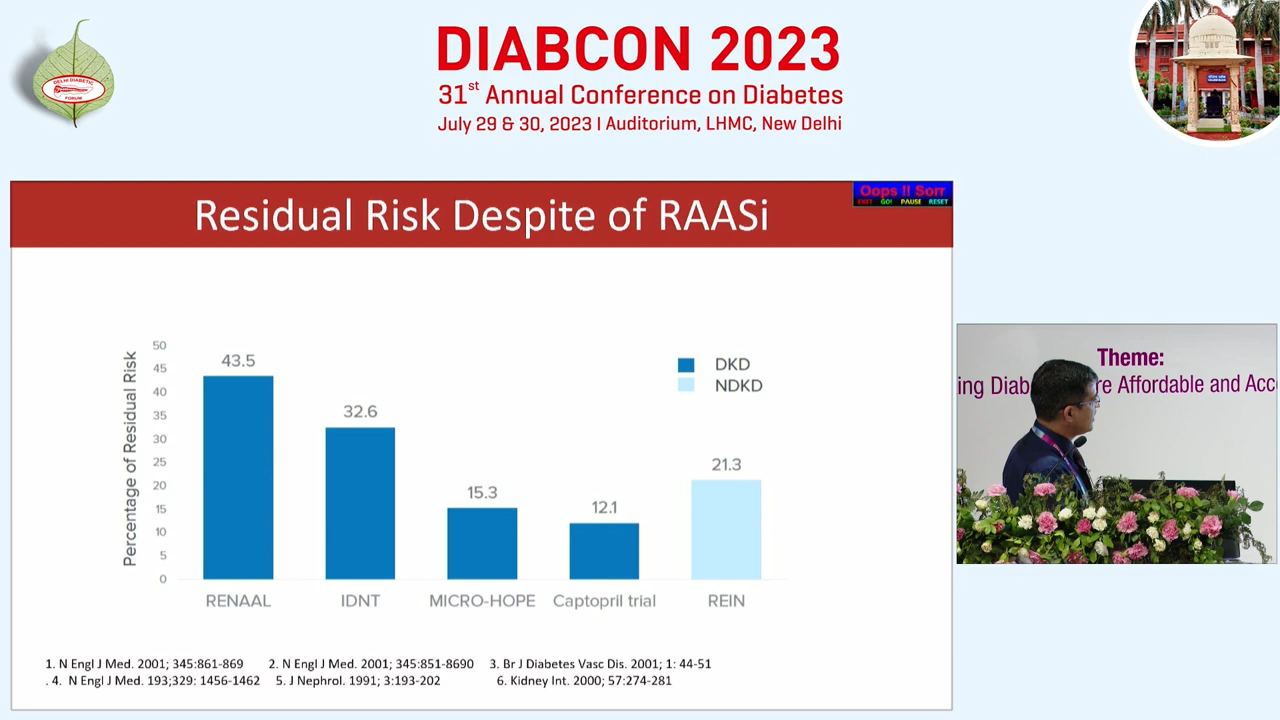 DIABCON 2023
31st Annual Conference on Diabetes
July 29 & 30, 2023 | Auditorium, LHMC, New Delhi
DELHI DIABETIC
FORUM
Residual Risk Despite of RAASi
Oops !! Sorr
EXIT GO! PAUSE RESET
Percentage of Residual Risk
50
45
40
35
30
25
20
15
10
5
0
43.5
32.6
15.3
12.1
21.3
DKD
NDKD
RENAAL IDNT MICRO-HOPE Captopril trial REIN
1. N Engl J Med. 2001; 345:861-869 2. N Engl J Med. 2001; 345:851-8690 3. Br J Diabetes Vasc Dis. 2001; 1: 44-51
. 4. N Engl J Med. 193;329: 1456-1462 5. J Nephrol. 1991; 3:193-202 6. Kidney Int. 2000; 57:274-281
Theme:
ing Diab re Affordable and Acc